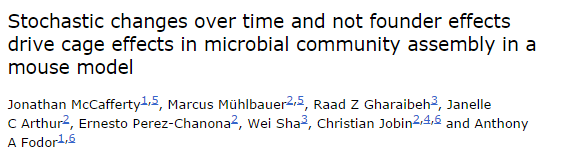 Stochastic changes over time and not founder effects
drive cage effects in microbial community assembly in a
mouse model
Jonathan McCafferty1,5, Marcus Mühlbauer2,5, Raad Z Gharaibeh3, Janelle
C Arthur2, Ernesto Perez-Chanona2, Wei Sha3, Christian Jobin2,4,6 and Anthony
A Fodor1,6